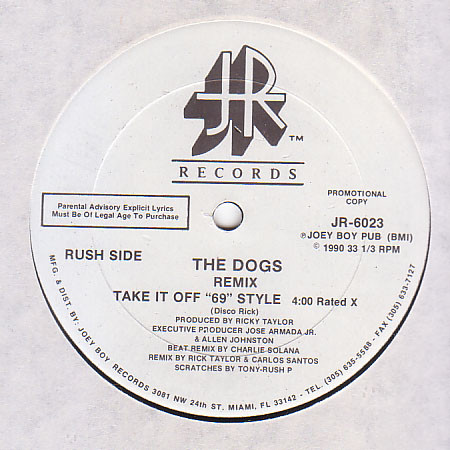 JR
TM
RECORDS
Parental Advisory Explicit Lyrics
Must Be Of Legal Age To Purchase
PROMOTIONAL
COPY
JR-6023
℗JOEY BOY PUB (BMI)
© 1990 33 1/3 RPM
RUSH SIDE
THE DOGS
REMIX
TAKE IT OFF "69" STYLE 4:00 Rated X
(Disco Rick)
PRODUCED BY RICKY TAYLOR
EXECUTIVE PRODUCER JOSE ARMADA JR.
& ALLEN JOHNSTON
BEAT REMIX BY CHARLIE SOLANA
REMIX BY RICK TAYLOR & CARLOS SANTOS
SCRATCHES BY TONY-RUSH P
MFG. & DIST. BY: JOEY BOY RECORDS 3081 NW 24th ST. MIAMI, FL 33142 - TEL. (305) 635-5588 - FAX (305) 633-7127